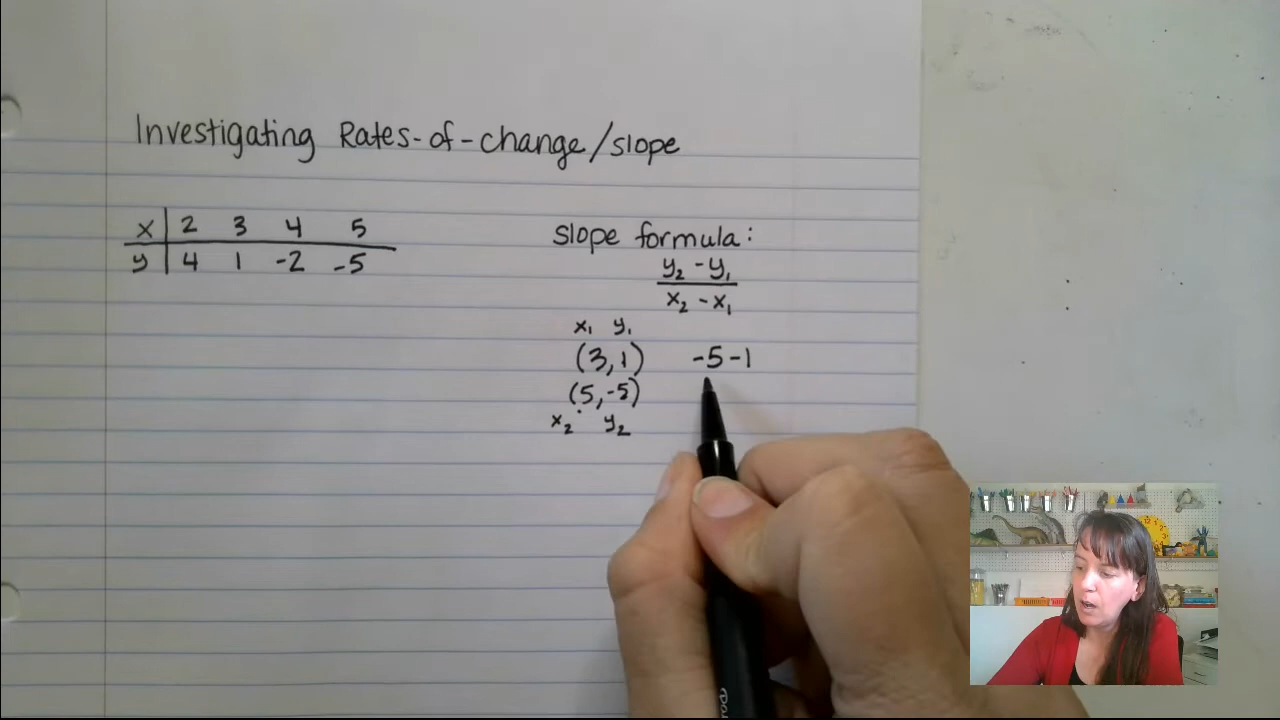 Investigating Rates-of-change/slope
x | 2 3 4 5
y | 4 1 -2 -5
slope formula:
y₂ - y₁
x₂ - x₁
x₁ y₁
(3,1) -5-1
(5,-5)
x₂ y₂